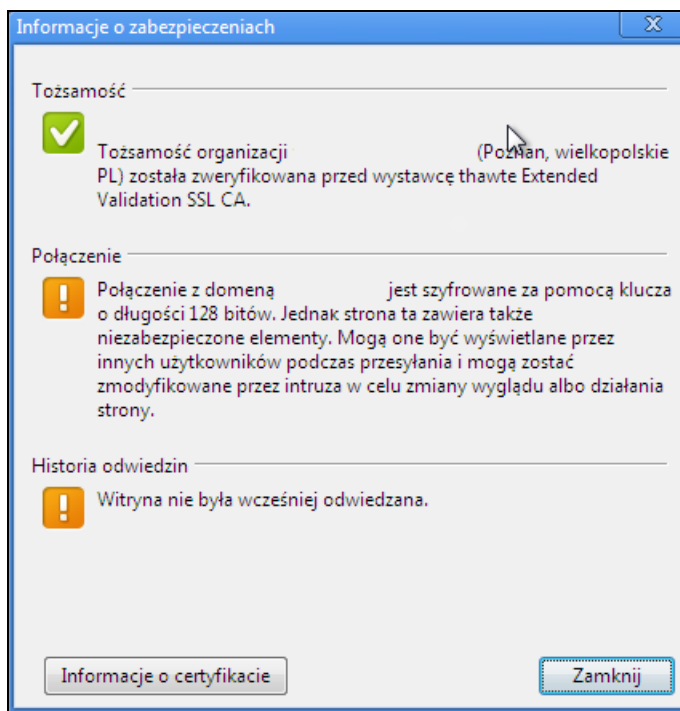 Informacje o zabezpieczeniach
Tożsamość
Tożsamość organizacji (Poznan, wielkopolskie
PL) została zweryfikowana przed wystawcę thawte Extended
Validation SSL CA.
Połączenie
Połączenie z domeną jest szyfrowane za pomocą klucza
o długości 128 bitów. Jednak strona ta zawiera także
niezabezpieczone elementy. Mogą one być wyświetlane przez
innych użytkowników podczas przesyłania i mogą zostać
zmodyfikowane przez intruza w celu zmiany wyglądu albo działania
strony.
Historia odwiedzin
Witryna nie była wcześniej odwiedzana.
Informacje o certyfikacie
Zamknij